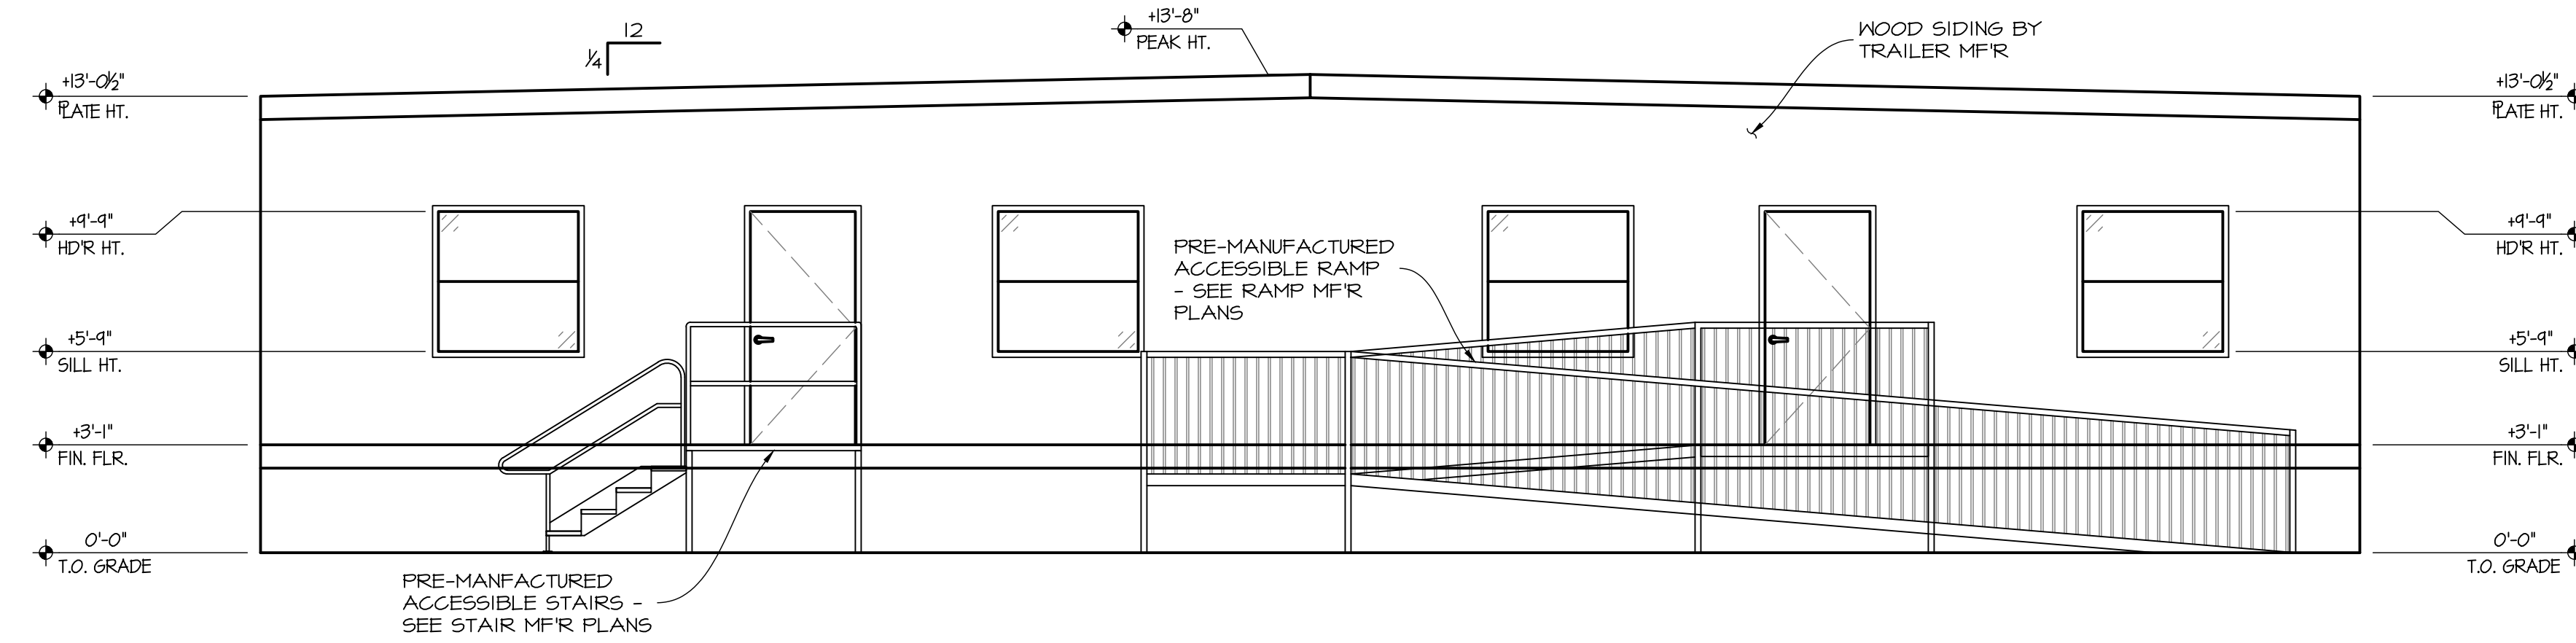 12
1/4
+13'-8"
PEAK HT.
WOOD SIDING BY
TRAILER MF'R
+13'-0½"
PLATE HT.
+13'-0½"
PLATE HT.
+9'-9"
HD'R HT.
+9'-9"
HD'R HT.
PRE-MANUFACTURED
ACCESSIBLE RAMP
- SEE RAMP MF'R
PLANS
+5'-9"
SILL HT.
+5'-9"
SILL HT.
+3'-1"
FIN. FLR.
+3'-1"
FIN. FLR.
0'-0"
T.O. GRADE
0'-0"
T.O. GRADE
PRE-MANFACTURED
ACCESSIBLE STAIRS -
SEE STAIR MF'R PLANS